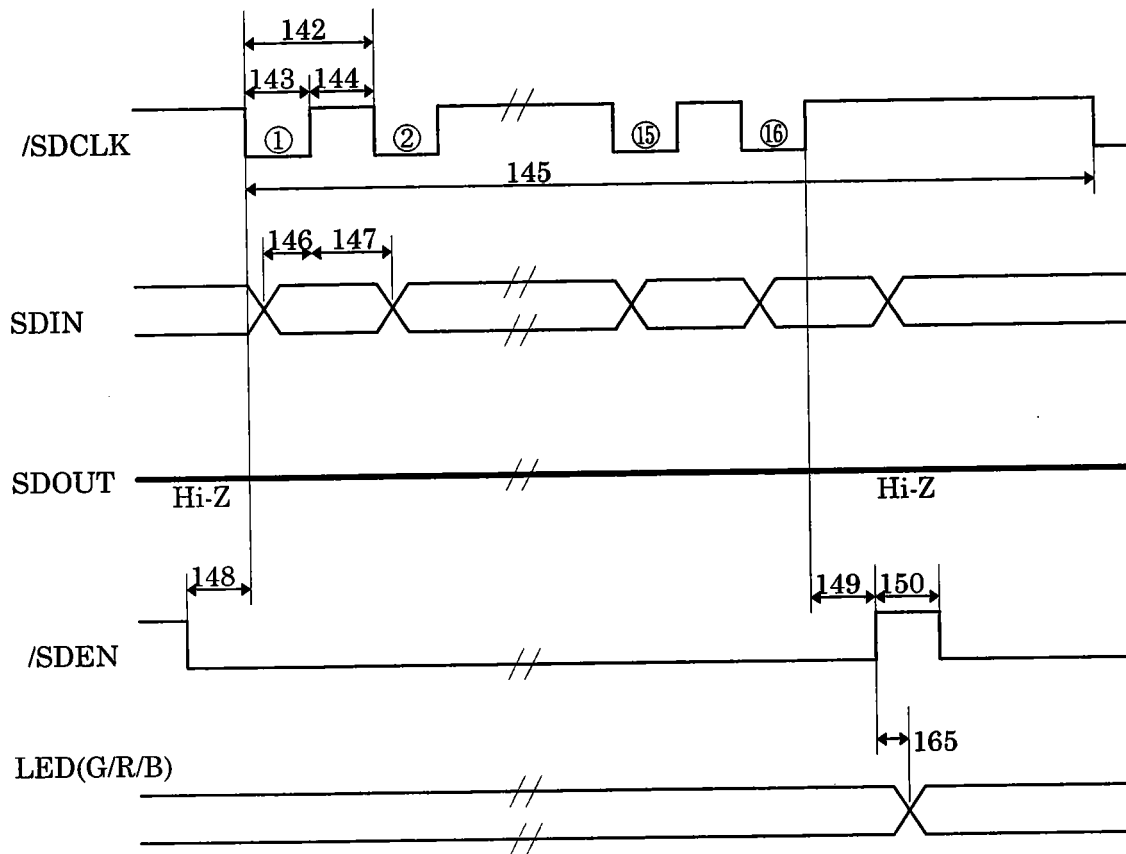 142
143 144
/SDCLK ① ② // ⑮ ⑯
145
146 147
SDIN // //
SDOUT //
Hi-Z Hi-Z
148 149 150
/SDEN //
165
LED(G/R/B)
// //